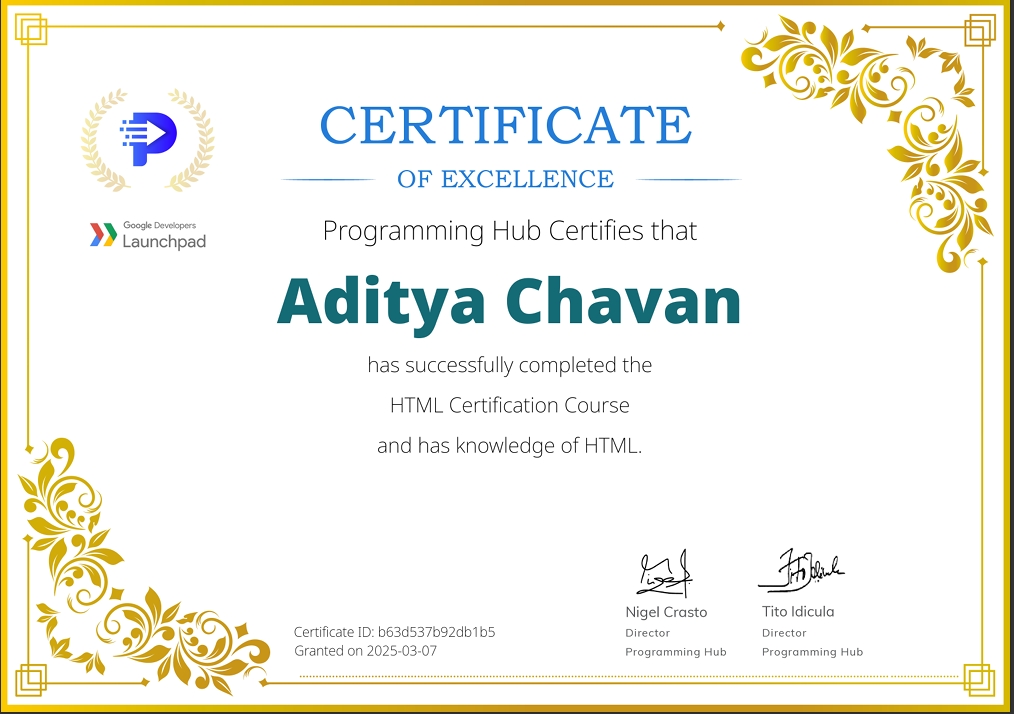 Google Developers
Launchpad
CERTIFICATE
OF EXCELLENCE
Programming Hub Certifies that
Aditya Chavan
has successfully completed the
HTML Certification Course
and has knowledge of HTML.
Certificate ID: b63d537b92db1b5
Granted on 2025-03-07
Nigel Crasto
Director
Programming Hub
Tito Idicula
Director
Programming Hub